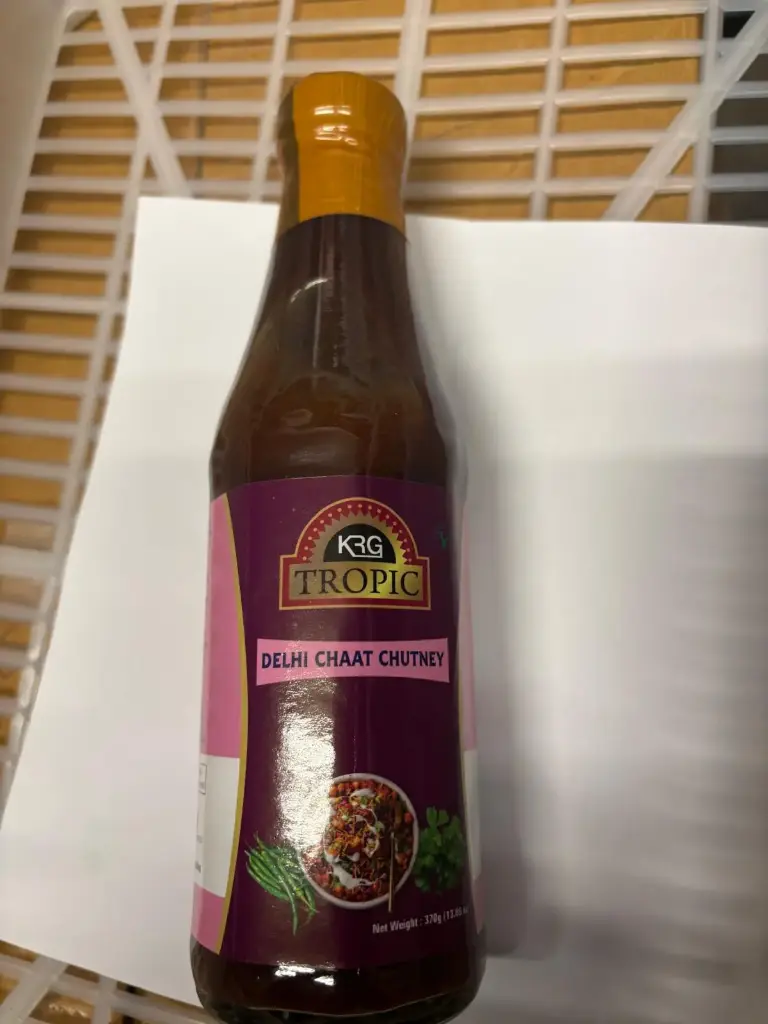 KRG
TROPIC
DELHI CHAAT CHUTNEY
Net Weight : 370g